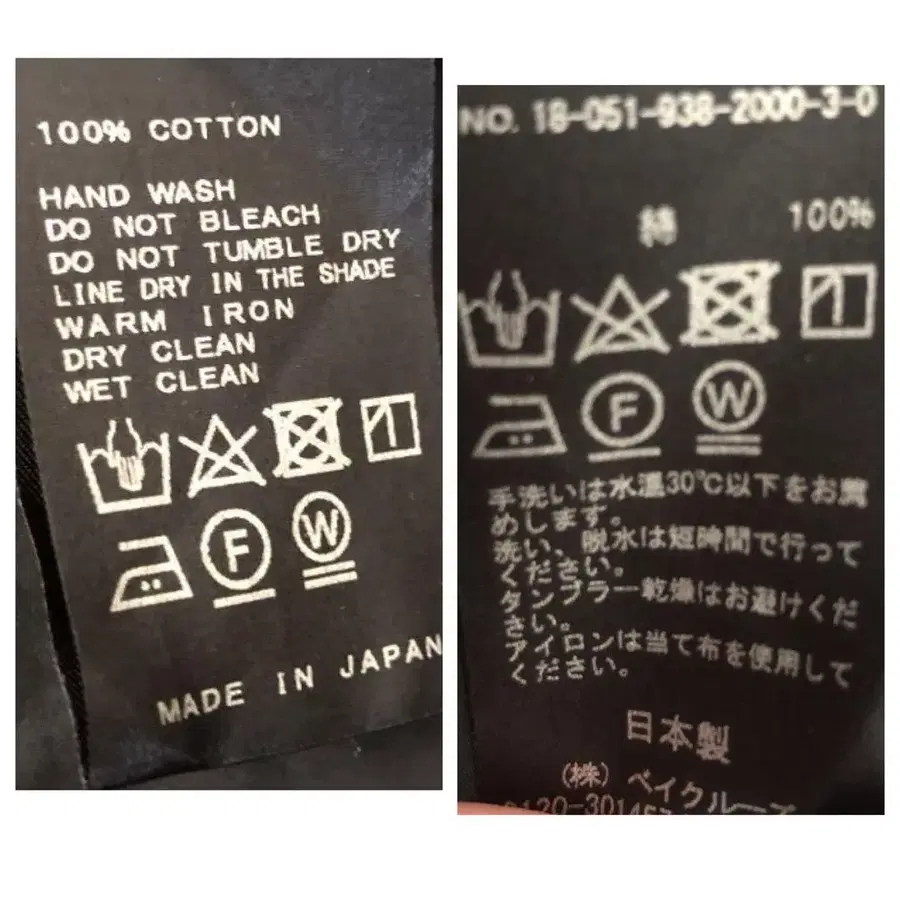 100% COTTON
HAND WASH
DO NOT BLEACH
DO NOT TUMBLE DRY
LINE DRY IN THE SHADE
WARM IRON
DRY CLEAN
WET CLEAN
F
W
MADE IN JAPAN
NO. 18-051-938-2000-3-0
綿 100%
F
W
手洗いは水温30℃以下をお薦
めします。
洗い、脱水は短時間で行って
ください。
タンブラー乾燥はお避けくだ
さい。
アイロンは当て布を使用して
ください。
日本製
(株) ベイクルーズ